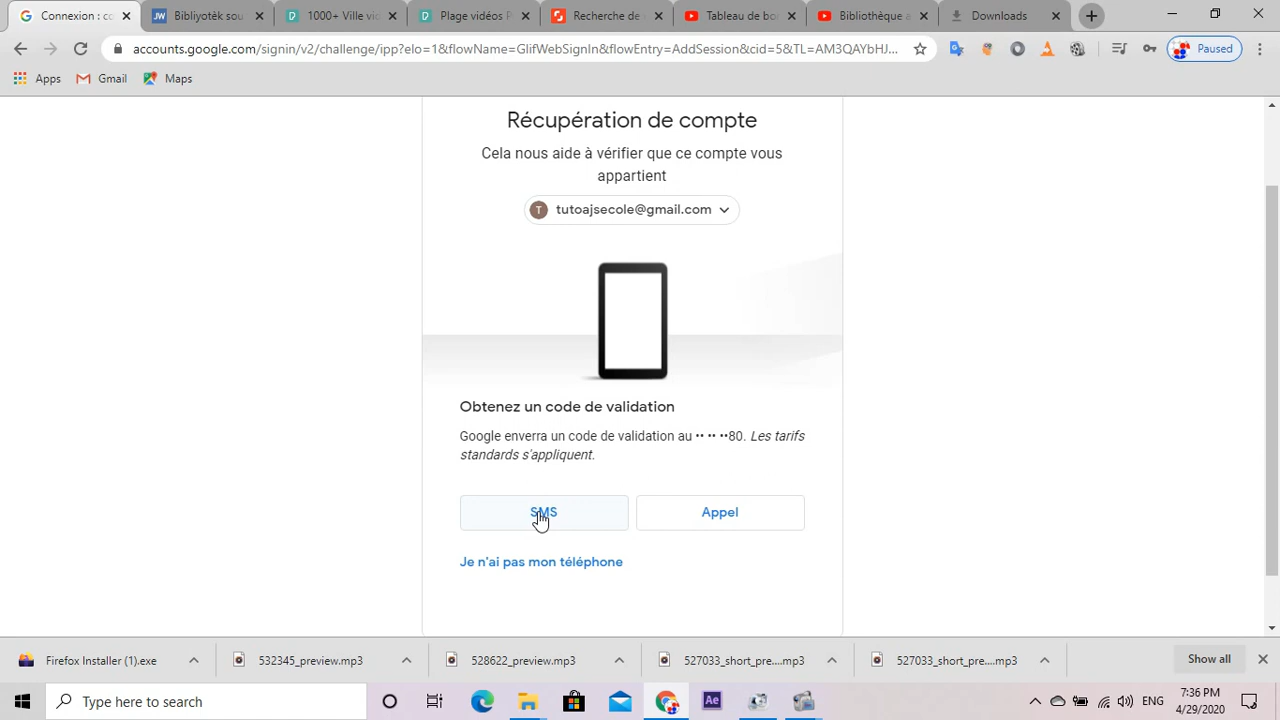 Connexion : co
Bibliyotèk sou
1000+ Ville vid
Plage vidéos P
Recherche de v
Tableau de bor
Bibliothèque a
Downloads
accounts.google.com/signin/v2/challenge/ipp?elo=1&flowName=GlifWebSignIn&flowEntry=AddSession&cid=5&TL=AM3QAYbHJ...
Paused
Apps
Gmail
Maps
Récupération de compte
Cela nous aide à vérifier que ce compte vous
appartient
T
tutoajsecole@gmail.com
Obtenez un code de validation
Google enverra un code de validation au •• •• ••80. Les tarifs
standards s'appliquent.
SMS
Appel
Je n'ai pas mon téléphone
Firefox Installer (1).exe
532345_preview.mp3
528622_preview.mp3
527033_short_pre....mp3
527033_short_pre....mp3
Show all
Type here to search
Ae
ENG
7:36 PM
4/29/2020